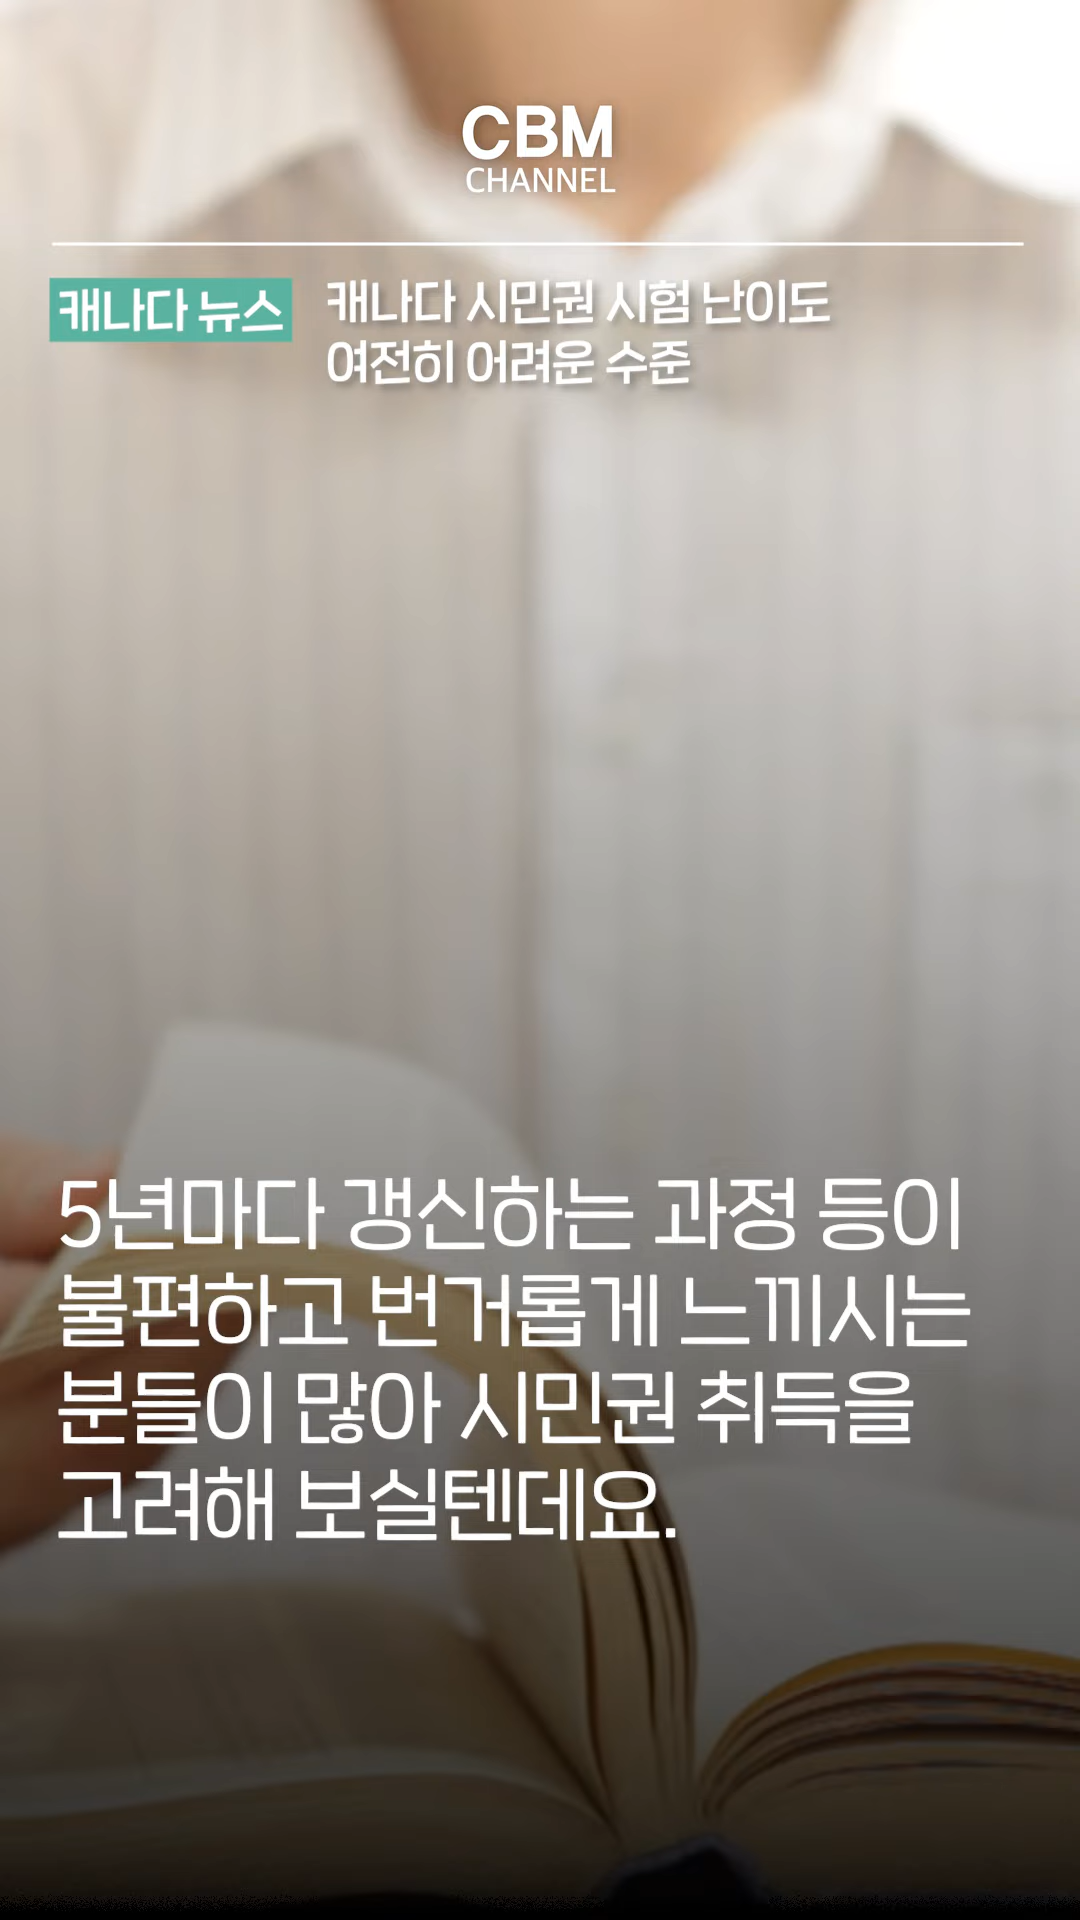 CBM
CHANNEL
캐나다 뉴스
캐나다 시민권 시험 난이도
여전히 어려운 수준
5년마다 갱신하는 과정 등이
불편하고 번거롭게 느끼시는
분들이 많아 시민권 취득을
고려해 보실텐데요.